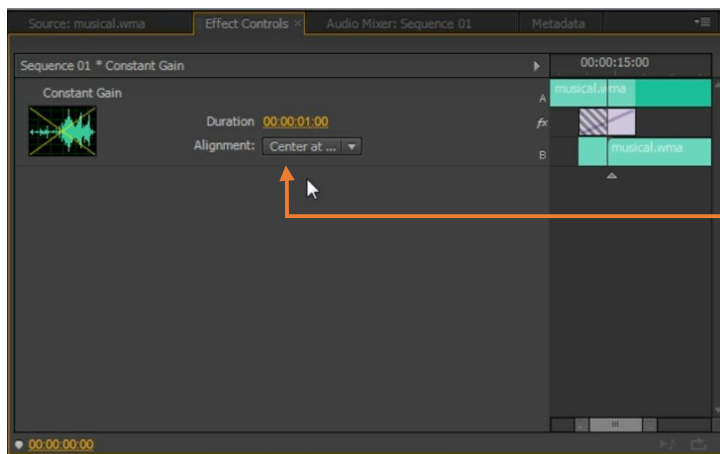 Source: musical.wma Effect Controls × Audio Mixer: Sequence 01 Metadata
Sequence 01 * Constant Gain 00:00:15:00
Constant Gain
A musical.wma
Duration 00:00:01:00 fx
Alignment: Center at ...
B musical.wma
00:00:00:00